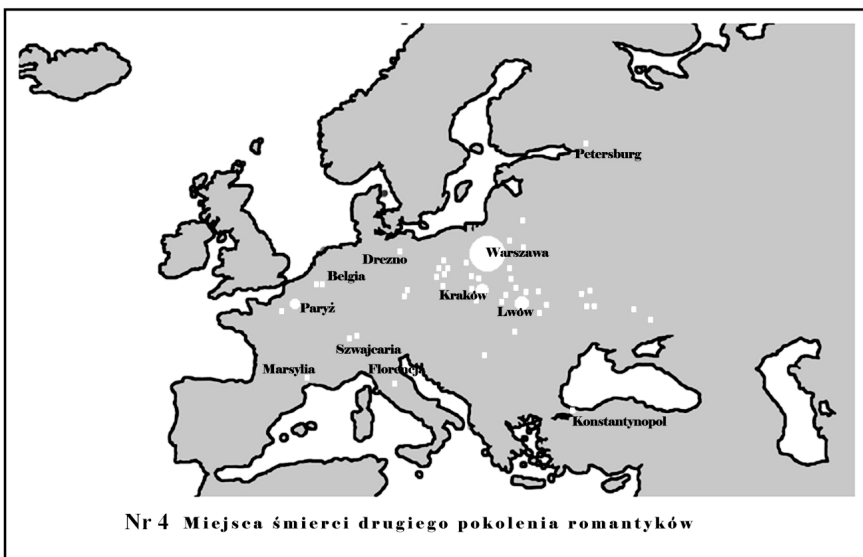 Petersburg
Warszawa
Drezno
Belgia
Kraków
Paryż
Lwów
Szwajcaria
Marsylia
Florencja
Konstantynopol
Nr 4 Miejsca śmierci drugiego pokolenia romantyków